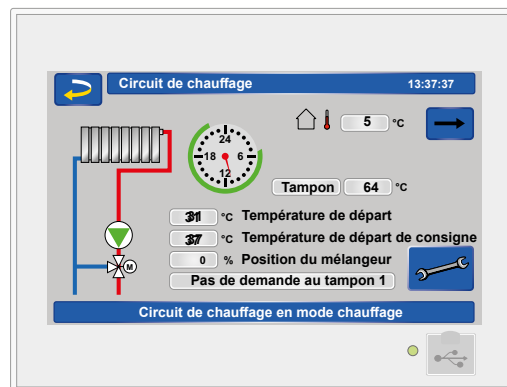 Circuit de chauffage 13:37:37
5 °C
24
18 6
12
Tampon 64 °C
°C Température de départ
37 °C Température de départ de consigne
0 % Position du mélangeur
M
Pas de demande au tampon 1
Circuit de chauffage en mode chauffage